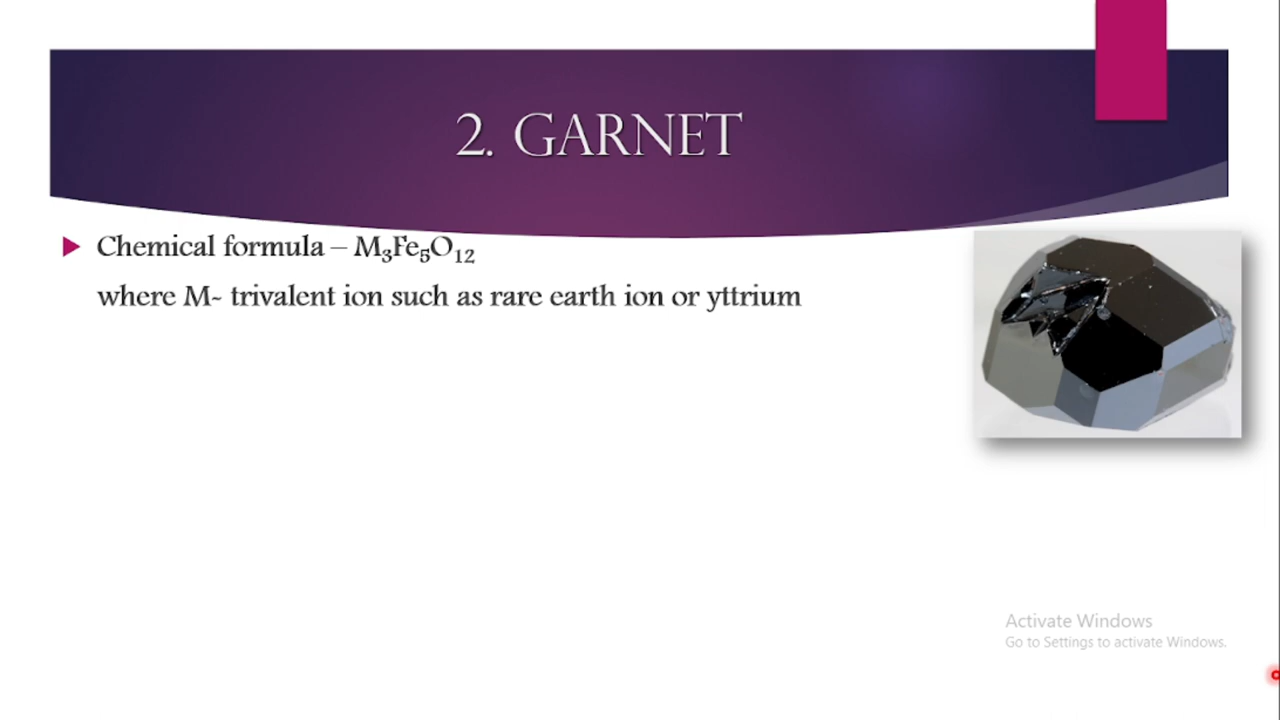 2. GARNET
Chemical formula – M₃Fe₅O₁₂
where M- trivalent ion such as rare earth ion or yttrium
Activate Windows
Go to Settings to activate Windows.